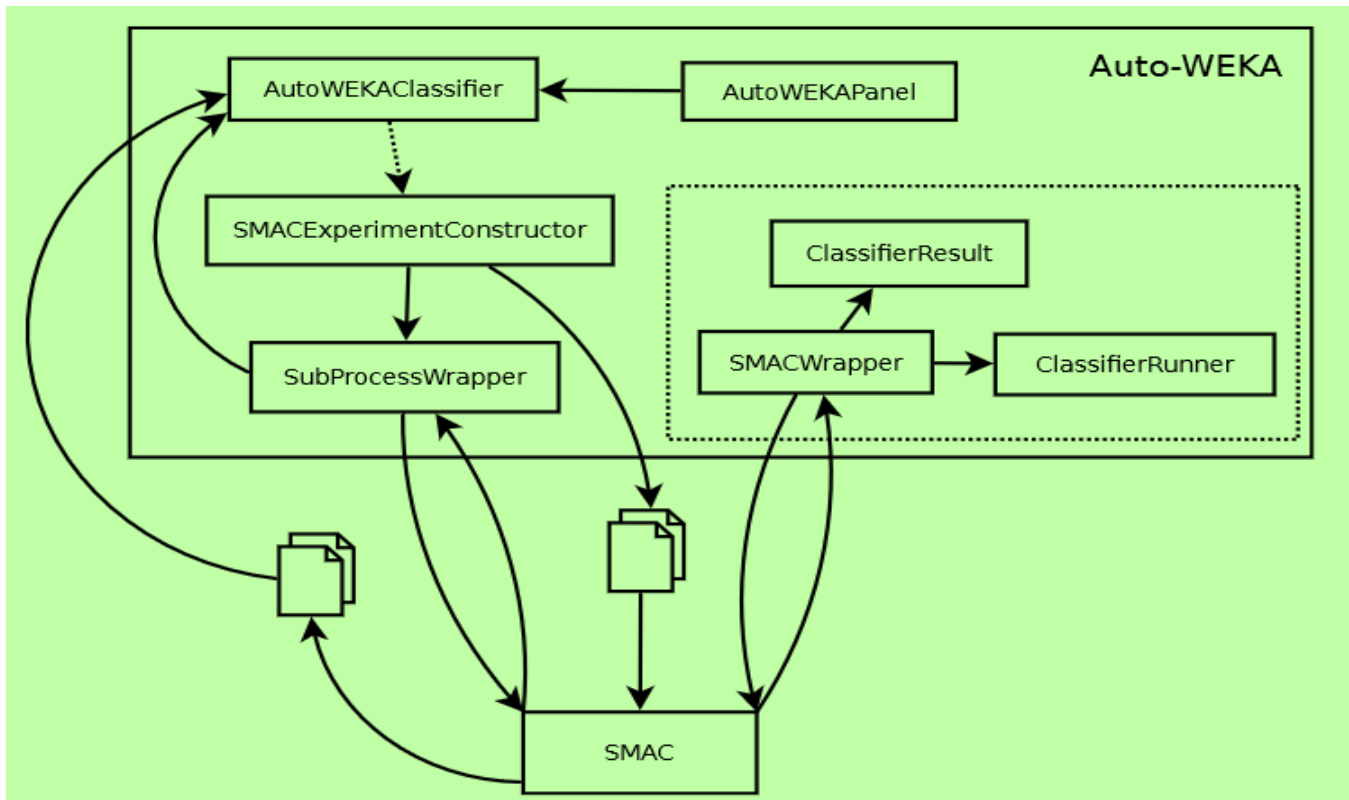 Auto-WEKA
AutoWEKAClassifier
AutoWEKAPanel
SMACExperimentConstructor
ClassifierResult
SMACWrapper
ClassifierRunner
SubProcessWrapper
SMAC